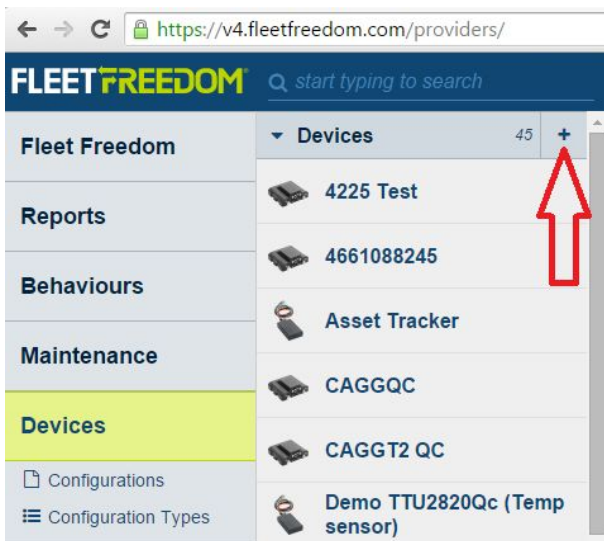 https://v4.fleetfreedom.com/providers/
FLEETFREEDOM
start typing to search
Fleet Freedom
Reports
Behaviours
Maintenance
Devices
Configurations
Configuration Types
Devices 45 +
4225 Test
4661088245
Asset Tracker
CAGGQC
CAGGT2 QC
Demo TTU2820Qc (Temp
sensor)